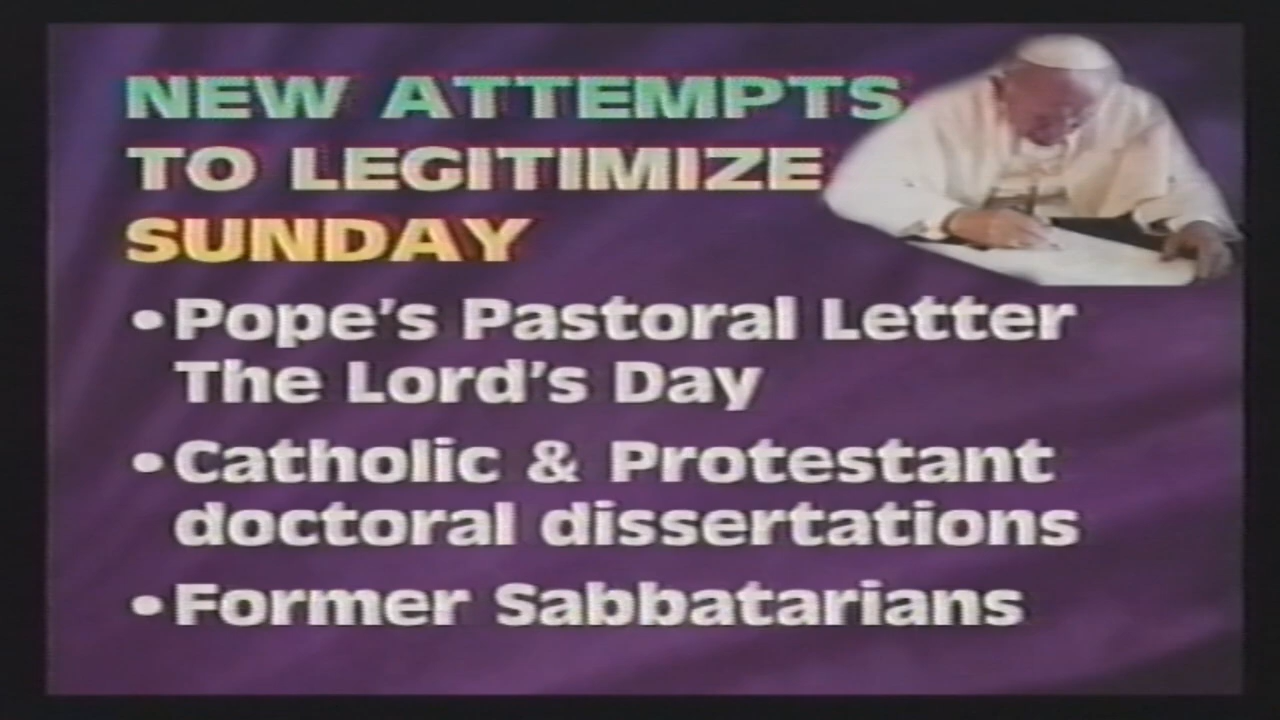 NEW ATTEMPTS
TO LEGITIMIZE
SUNDAY
•Pope's Pastoral Letter
The Lord's Day
•Catholic & Protestant
doctoral dissertations
•Former Sabbatarians